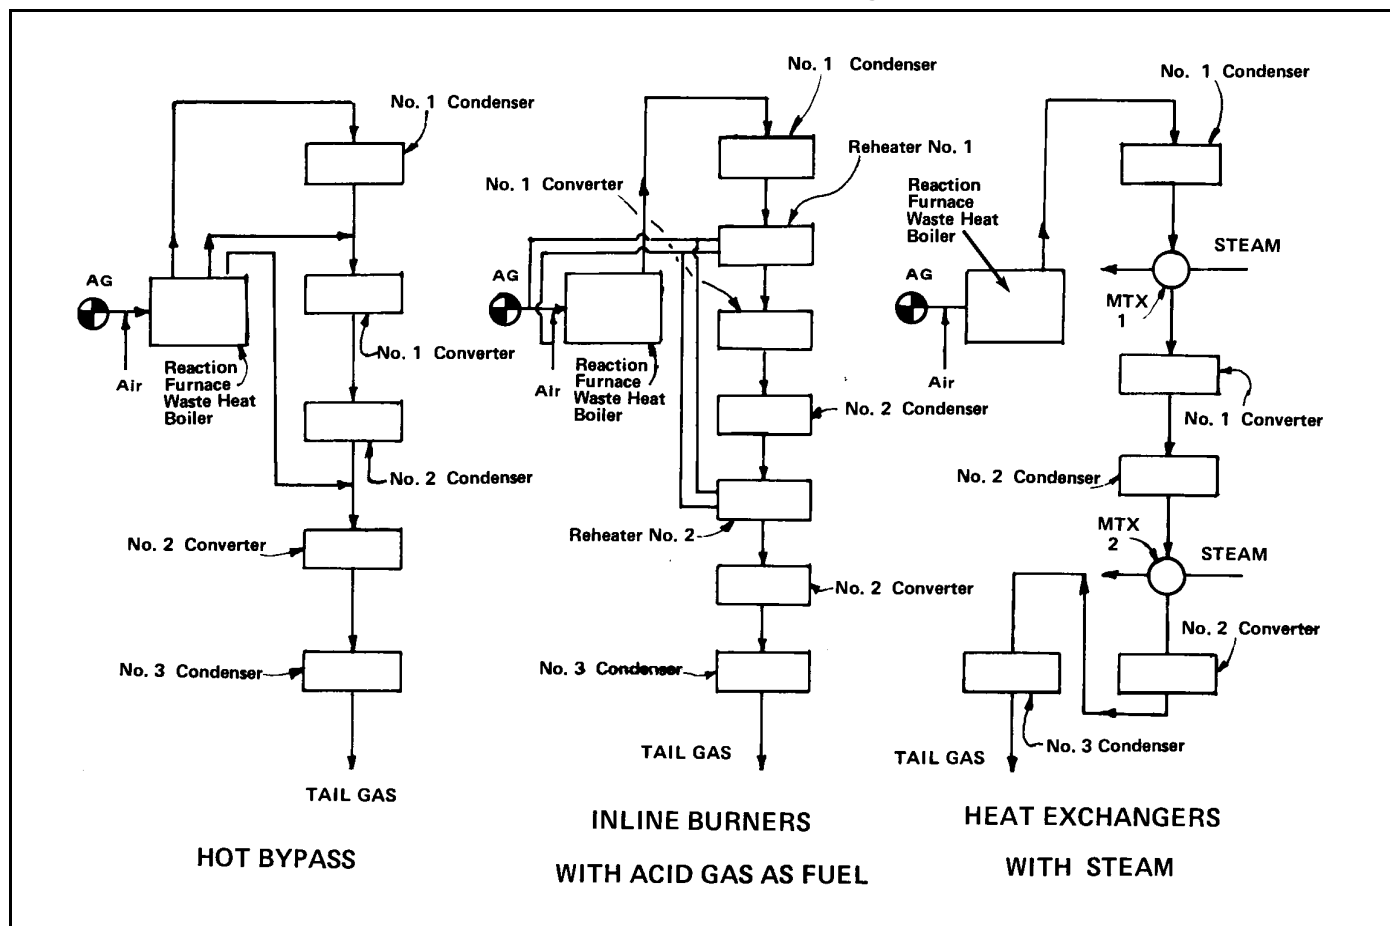 No. 1 Condenser
AG
Air
Reaction
Furnace
Waste Heat
Boiler
No. 1 Converter
No. 2 Condenser
No. 2 Converter
No. 3 Condenser
TAIL GAS
HOT BYPASS
No. 1 Condenser
Reheater No. 1
No. 1 Converter
AG
Air
Reaction
Furnace
Waste Heat
Boiler
No. 2 Condenser
Reheater No. 2
No. 2 Converter
No. 3 Condenser
TAIL GAS
INLINE BURNERS
WITH ACID GAS AS FUEL
No. 1 Condenser
Reaction
Furnace
Waste Heat
Boiler
STEAM
AG
MTX
1
Air
No. 1 Converter
No. 2 Condenser
MTX
2
STEAM
No. 2 Converter
No. 3 Condenser
TAIL GAS
HEAT EXCHANGERS
WITH STEAM